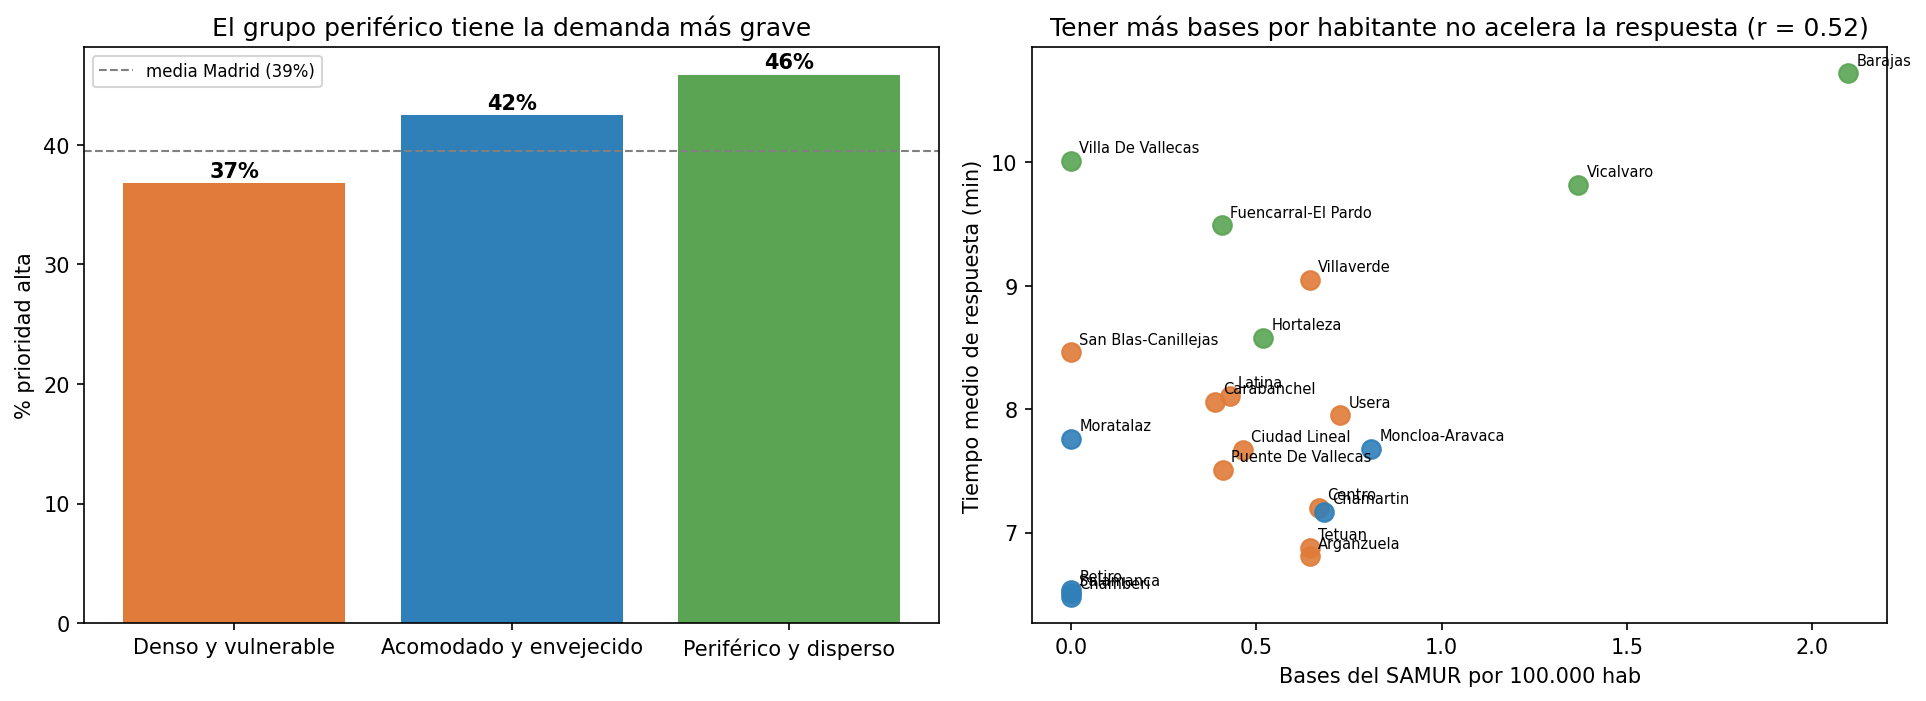 El grupo periférico tiene la demanda más grave
media Madrid (39%)
37%
42%
46%
% prioridad alta
40
30
20
10
0
Denso y vulnerable
Acomodado y envejecido
Periférico y disperso
Tener más bases por habitante no acelera la respuesta (r = 0.52)
Tiempo medio de respuesta (min)
10
9
8
7
Barajas
Villa De Vallecas
Vicalvaro
Fuencarral-El Pardo
Villaverde
Hortaleza
San Blas-Canillejas
Latina
Carabanchel
Usera
Moratalaz
Ciudad Lineal
Moncloa-Aravaca
Puente De Vallecas
Centro
Chamartin
Tetuan
Arganzuela
Retiro
Salamanca
Chamberi
0.0
0.5
1.0
1.5
2.0
Bases del SAMUR por 100.000 hab